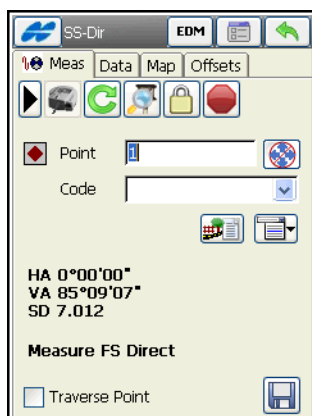 SS-Dir EDM
Meas Data Map Offsets
Point 1
Code
HA 0°00'00"
VA 85°09'07"
SD 7.012
Measure FS Direct
Traverse Point